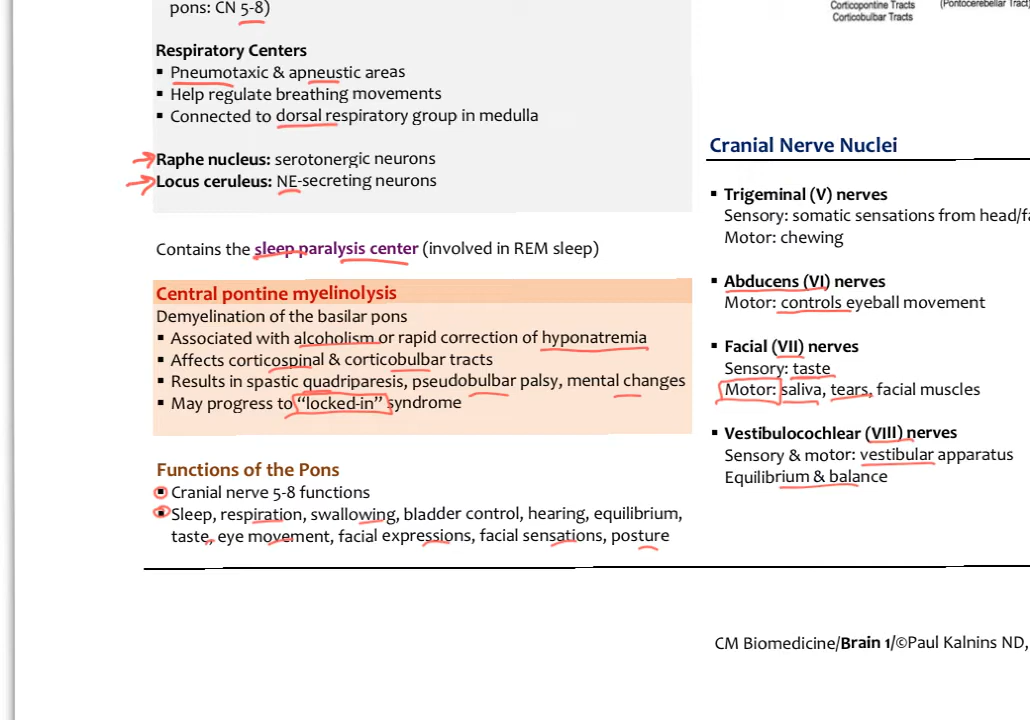 pons: CN 5-8)
Respiratory Centers
▪ Pneumotaxic & apneustic areas
▪ Help regulate breathing movements
▪ Connected to dorsal respiratory group in medulla
Raphe nucleus: serotonergic neurons
Locus ceruleus: NE-secreting neurons
Contains the sleep paralysis center (involved in REM sleep)
Central pontine myelinolysis
Demyelination of the basilar pons
▪ Associated with alcoholism or rapid correction of hyponatremia
▪ Affects corticospinal & corticobulbar tracts
▪ Results in spastic quadriparesis, pseudobulbar palsy, mental changes
▪ May progress to “locked-in” syndrome
Functions of the Pons
▪ Cranial nerve 5-8 functions
▪ Sleep, respiration, swallowing, bladder control, hearing, equilibrium,
taste, eye movement, facial expressions, facial sensations, posture
Corticopontine Tracts
Corticobulbar Tracts
(Pontocerebellar Tract)
Cranial Nerve Nuclei
▪ Trigeminal (V) nerves
Sensory: somatic sensations from head/fa
Motor: chewing
▪ Abducens (VI) nerves
Motor: controls eyeball movement
▪ Facial (VII) nerves
Sensory: taste
Motor: saliva, tears, facial muscles
▪ Vestibulocochlear (VIII) nerves
Sensory & motor: vestibular apparatus
Equilibrium & balance
CM Biomedicine/Brain 1/©Paul Kalnins ND,